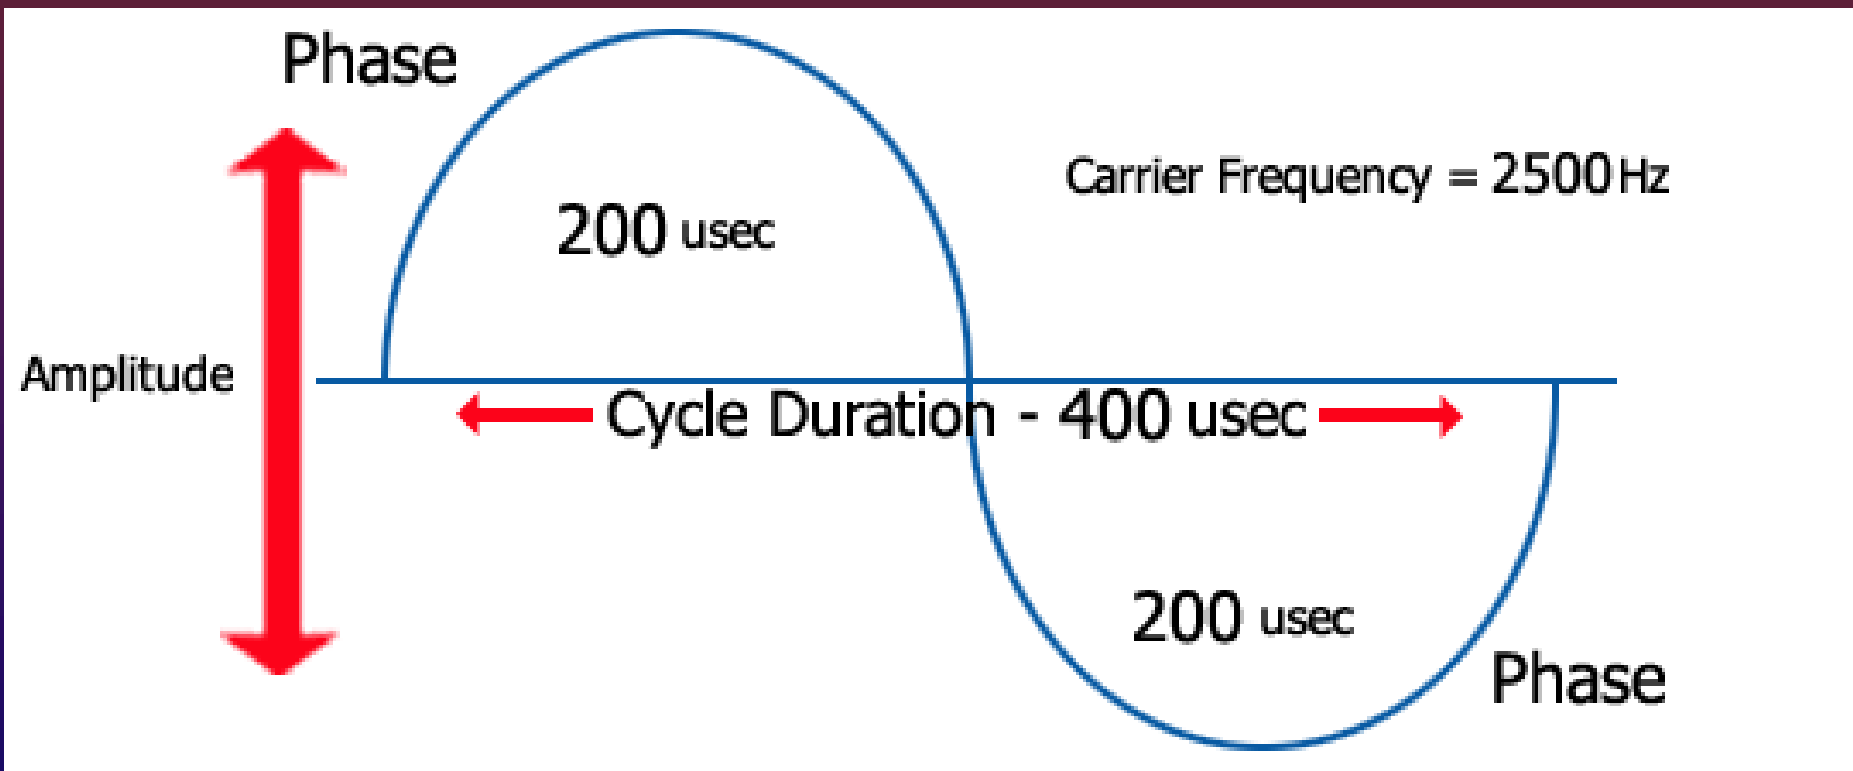 Phase
Carrier Frequency = 2500 Hz
200 usec
Amplitude
Cycle Duration - 400 usec
200 usec
Phase